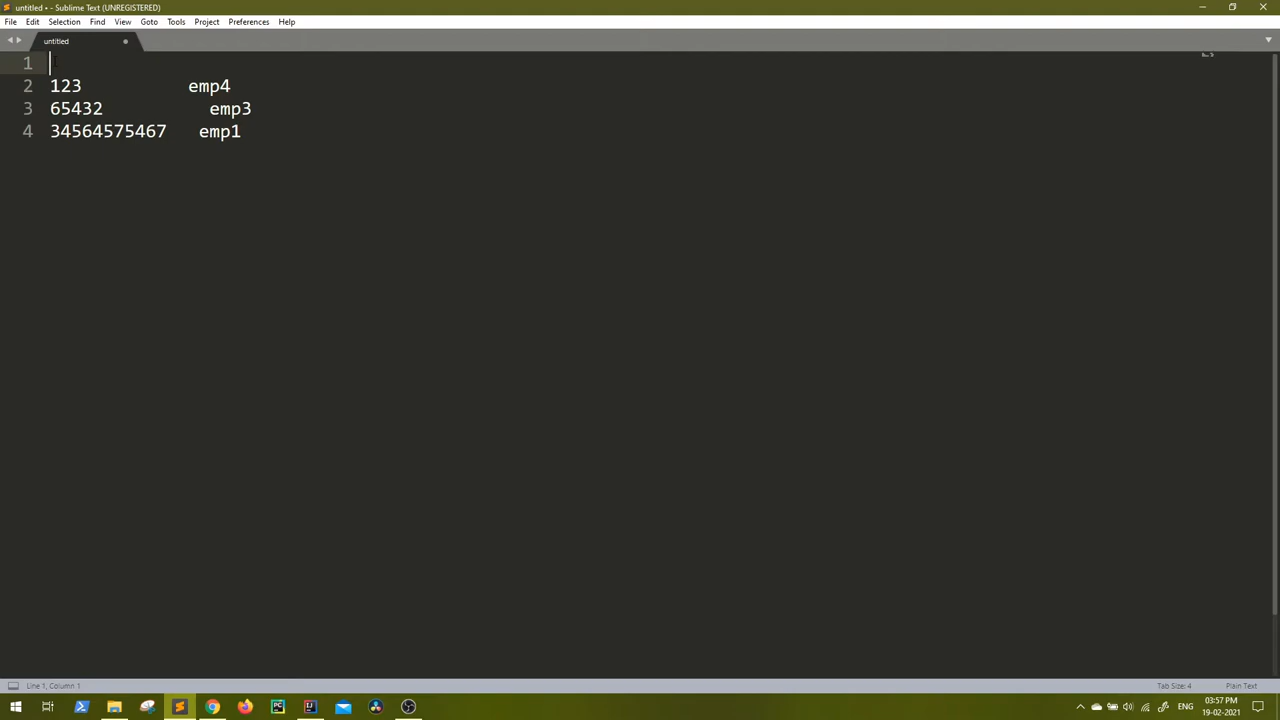 untitled • - Sublime Text (UNREGISTERED)
File Edit Selection Find View Goto Tools Project Preferences Help
untitled
1
2 123 emp4
3 65432 emp3
4 34564575467 emp1
Line 1, Column 1 Tab Size: 4 Plain Text
PC IJ ENG 03:57 PM
19-02-2021